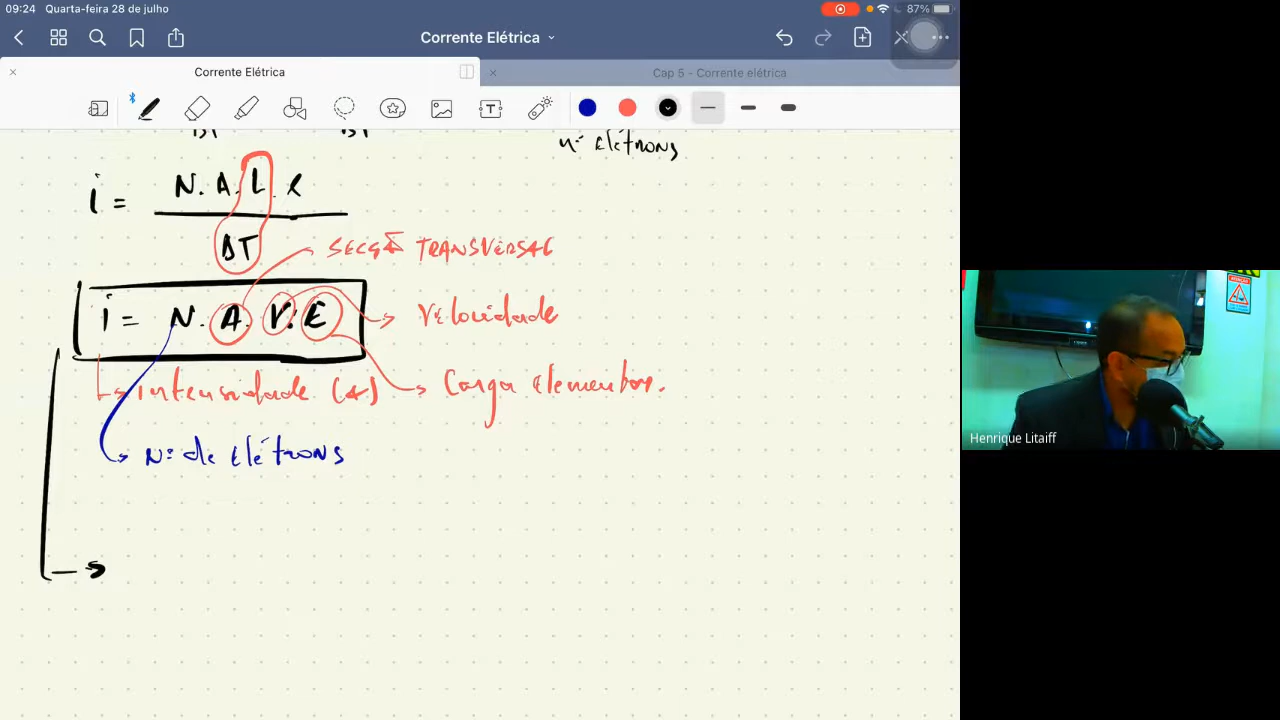 09:24 Quarta-feira 28 de julho 87%
Corrente Elétrica
Corrente Elétrica
Cap 5 - Corrente elétrica
nº elétrons
i = N. A. L. e
ΔT
SECÇÃ TRANSVERSAL
i = N. A. V. E
Velocidade
intensidade (A)
Carga elementar.
Nº de elétrons
Henrique Litaiff